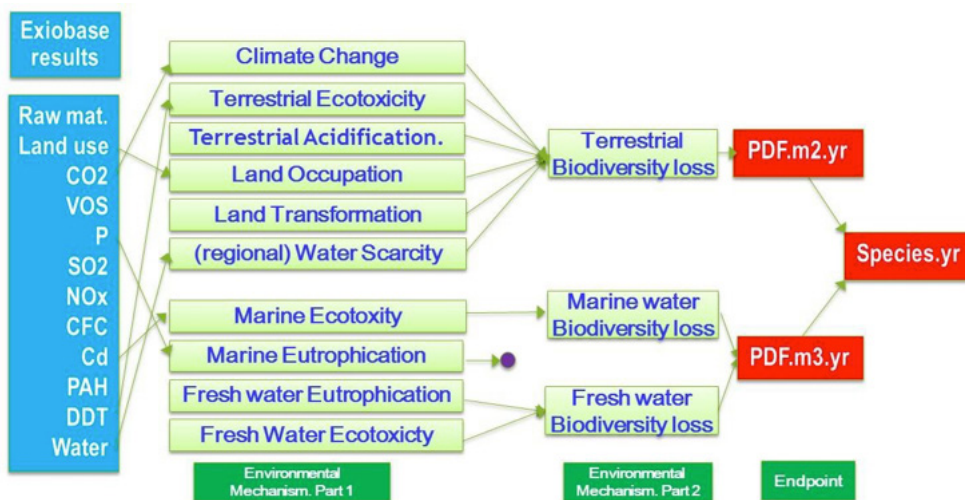 Exiobase
results
Raw mat.
Land use
CO2
VOS
P
SO2
NOx
CFC
Cd
PAH
DDT
Water
Climate Change
Terrestrial Ecotoxicity
Terrestrial Acidification.
Land Occupation
Land Transformation
(regional) Water Scarcity
Marine Ecotoxity
Marine Eutrophication
Fresh water Eutrophication
Fresh Water Ecotoxicty
Environmental
Mechanism. Part 1
Terrestrial
Biodiversity loss
Marine water
Biodiversity loss
Fresh water
Biodiversity loss
Environmental
Mechanism. Part 2
PDF.m2.yr
PDF.m3.yr
Species.yr
Endpoint